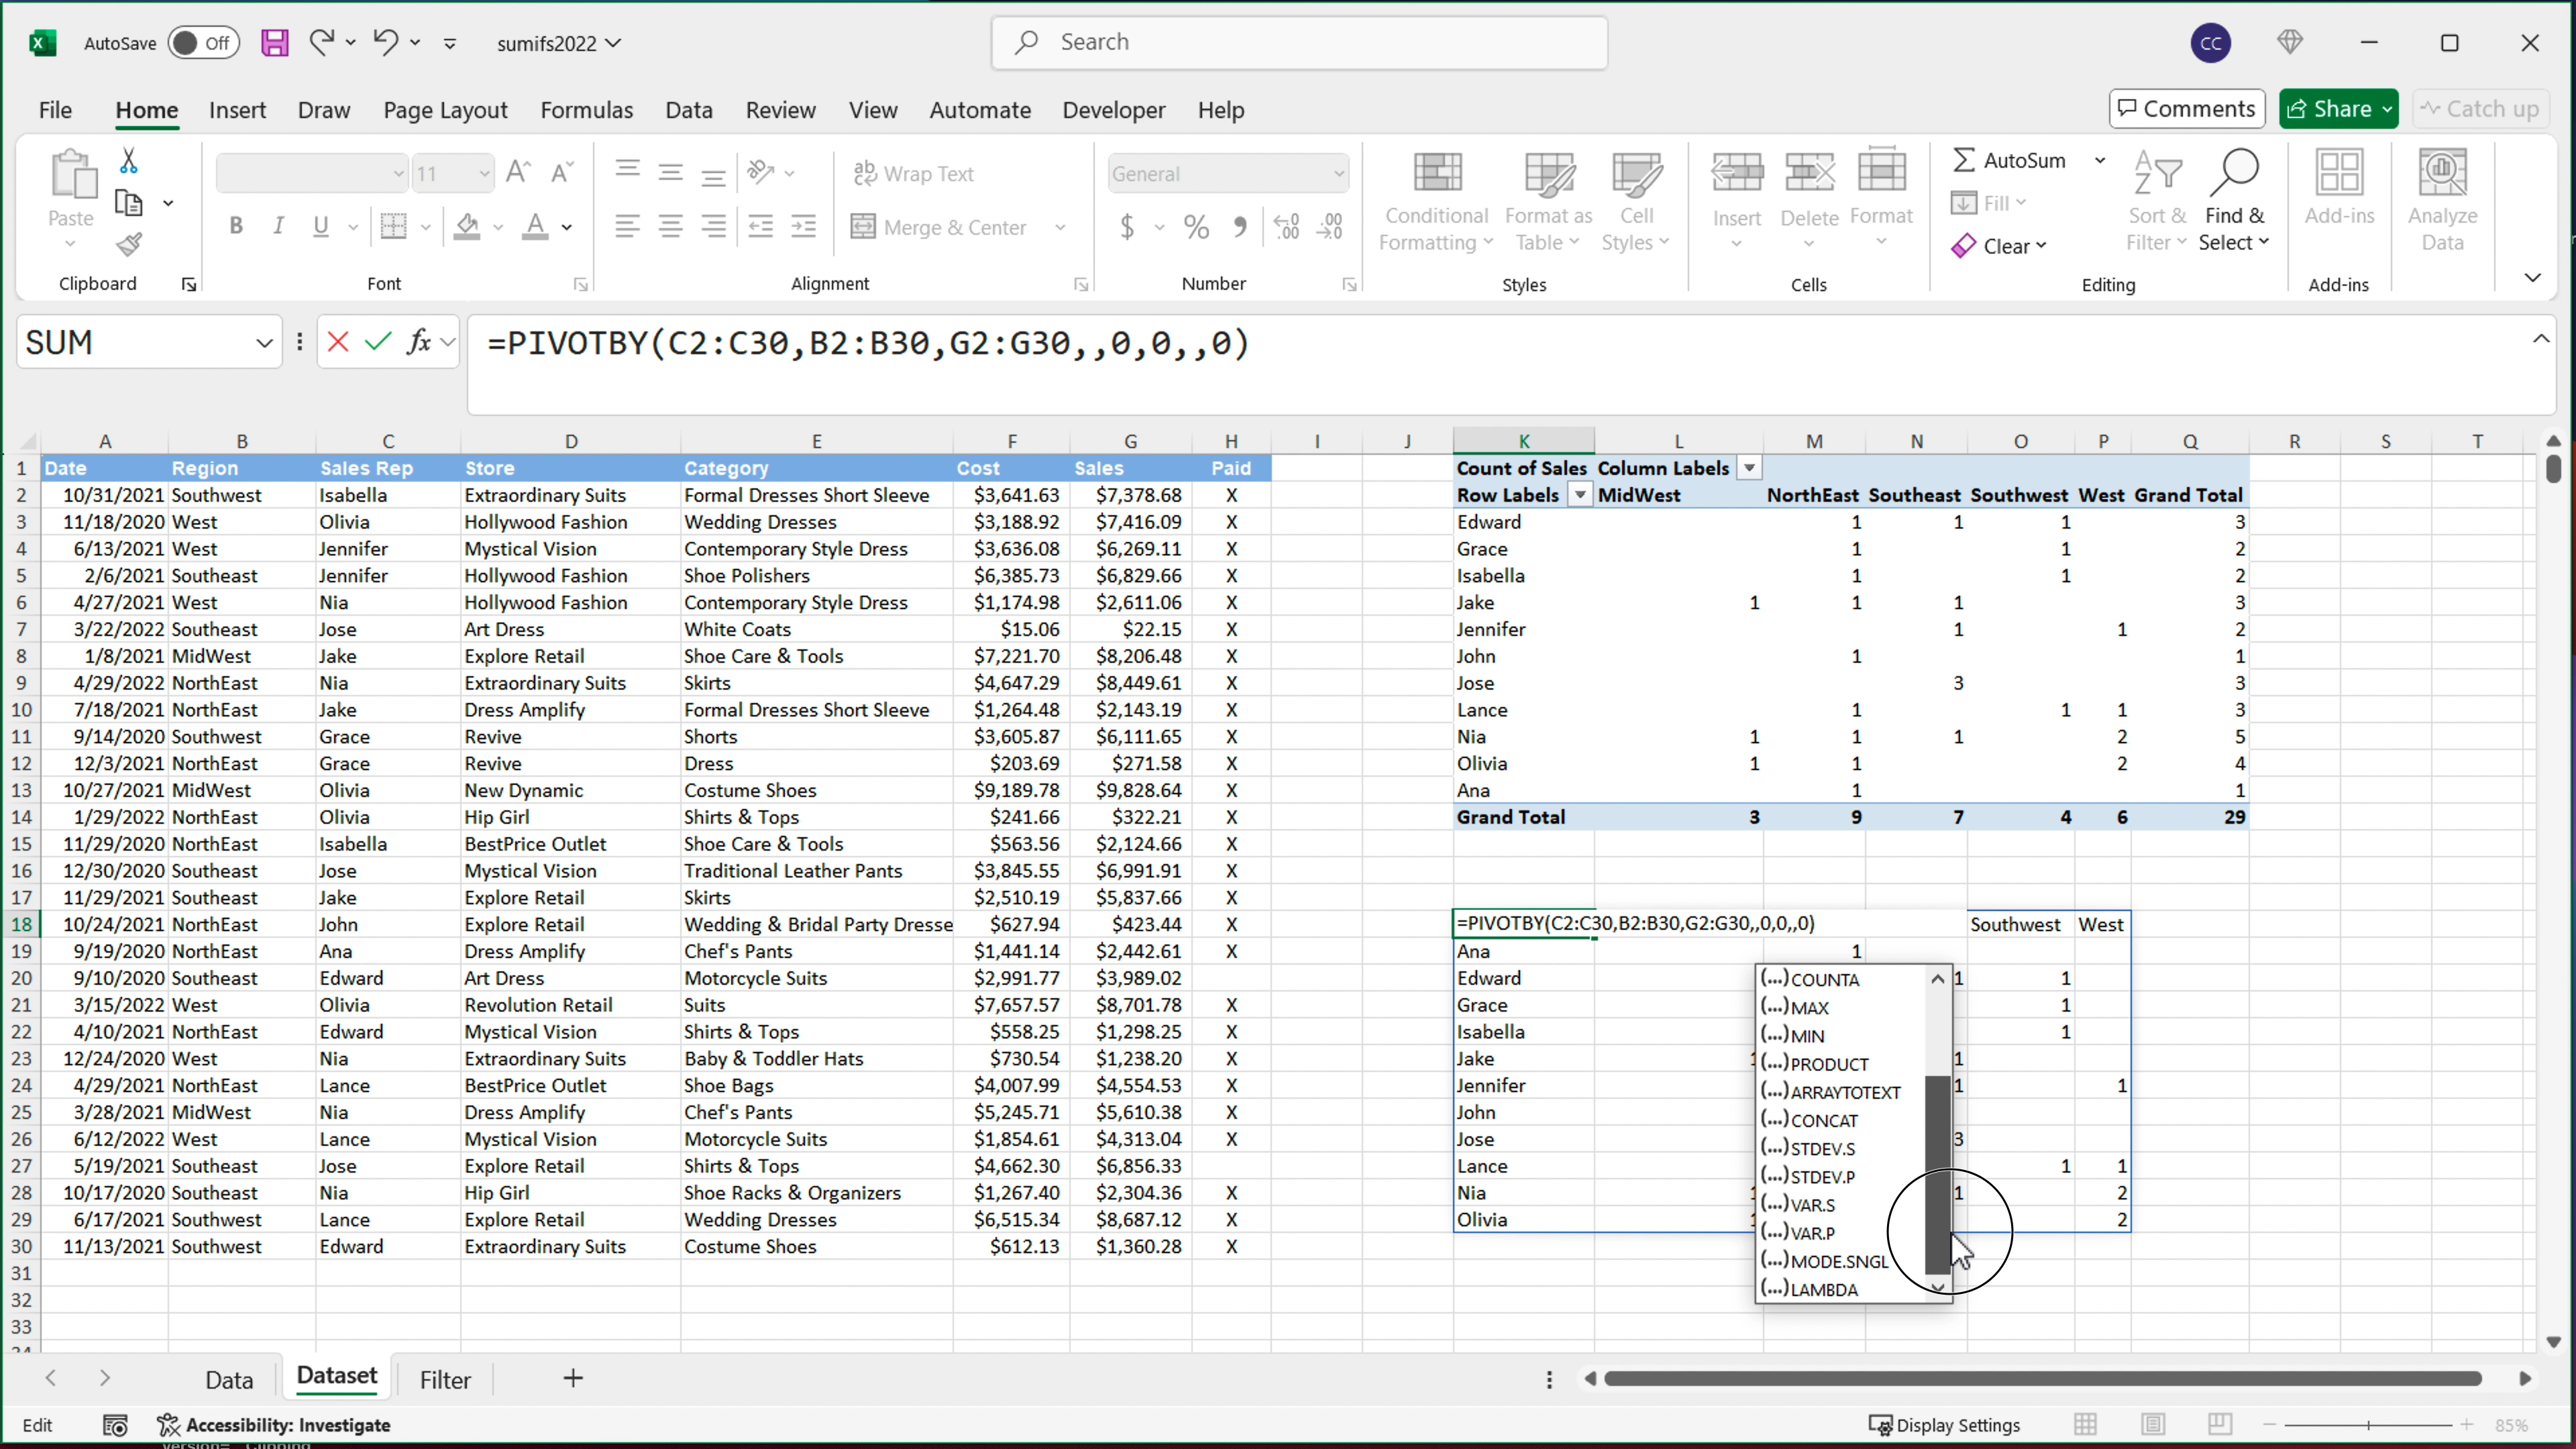 AutoSave Off sumifs2022 Search CC
File Home Insert Draw Page Layout Formulas Data Review View Automate Developer Help Comments Share Catch up
Paste 11 Wrap Text General Conditional Formatting Format as Table Cell Styles Insert Delete Format AutoSum Fill Clear Sort & Filter Find & Select Add-ins Analyze Data
B I U Merge & Center $ %
Clipboard Font Alignment Number Styles Cells Editing Add-ins
SUM fx =PIVOTBY(C2:C30,B2:B30,G2:G30,,0,0,,0)
A B C D E F G H I J K L M N O P Q R S T
1 Date Region Sales Rep Store Category Cost Sales Paid Count of Sales Column Labels
2 10/31/2021 Southwest Isabella Extraordinary Suits Formal Dresses Short Sleeve $3,641.63 $7,378.68 X Row Labels MidWest NorthEast Southeast Southwest West Grand Total
3 11/18/2020 West Olivia Hollywood Fashion Wedding Dresses $3,188.92 $7,416.09 X Edward 1 1 1 3
4 6/13/2021 West Jennifer Mystical Vision Contemporary Style Dress $3,636.08 $6,269.11 X Grace 1 1 2
5 2/6/2021 Southeast Jennifer Hollywood Fashion Shoe Polishers $6,385.73 $6,829.66 X Isabella 1 1 2
6 4/27/2021 West Nia Hollywood Fashion Contemporary Style Dress $1,174.98 $2,611.06 X Jake 1 1 1 3
7 3/22/2022 Southeast Jose Art Dress White Coats $15.06 $22.15 X Jennifer 1 1 2
8 1/8/2021 MidWest Jake Explore Retail Shoe Care & Tools $7,221.70 $8,206.48 X John 1 1
9 4/29/2022 NorthEast Nia Extraordinary Suits Skirts $4,647.29 $8,449.61 X Jose 3 3
10 7/18/2021 NorthEast Jake Dress Amplify Formal Dresses Short Sleeve $1,264.48 $2,143.19 X Lance 1 1 1 3
11 9/14/2020 Southwest Grace Revive Shorts $3,605.87 $6,111.65 X Nia 1 1 1 2 5
12 12/3/2021 NorthEast Grace Revive Dress $203.69 $271.58 X Olivia 1 1 2 4
13 10/27/2021 MidWest Olivia New Dynamic Costume Shoes $9,189.78 $9,828.64 X Ana 1 1
14 1/29/2022 NorthEast Olivia Hip Girl Shirts & Tops $241.66 $322.21 X Grand Total 3 9 7 4 6 29
15 11/29/2020 NorthEast Isabella BestPrice Outlet Shoe Care & Tools $563.56 $2,124.66 X
16 12/30/2020 Southeast Jose Mystical Vision Traditional Leather Pants $3,845.55 $6,991.91 X
17 11/29/2021 Southeast Jake Explore Retail Skirts $2,510.19 $5,837.66 X
18 10/24/2021 NorthEast John Explore Retail Wedding & Bridal Party Dresse $627.94 $423.44 X =PIVOTBY(C2:C30,B2:B30,G2:G30,,0,0,,0) Southwest West
19 9/19/2020 NorthEast Ana Dress Amplify Chef's Pants $1,441.14 $2,442.61 X Ana 1
20 9/10/2020 Southeast Edward Art Dress Motorcycle Suits $2,991.77 $3,989.02 Edward (...)COUNTA 1 1
21 3/15/2022 West Olivia Revolution Retail Suits $7,657.57 $8,701.78 X Grace (...)MAX 1
22 4/10/2021 NorthEast Edward Mystical Vision Shirts & Tops $558.25 $1,298.25 X Isabella (...)MIN 1
23 12/24/2020 West Nia Extraordinary Suits Baby & Toddler Hats $730.54 $1,238.20 X Jake (...)PRODUCT 1
24 4/29/2021 NorthEast Lance BestPrice Outlet Shoe Bags $4,007.99 $4,554.53 X Jennifer (...)ARRAYTOTEXT 1 1
25 3/28/2021 MidWest Nia Dress Amplify Chef's Pants $5,245.71 $5,610.38 X John (...)CONCAT
26 6/12/2022 West Lance Mystical Vision Motorcycle Suits $1,854.61 $4,313.04 X Jose (...)STDEV.S 3
27 5/19/2021 Southeast Jose Explore Retail Shirts & Tops $4,662.30 $6,856.33 Lance (...)STDEV.P 1 1
28 10/17/2020 Southeast Nia Hip Girl Shoe Racks & Organizers $1,267.40 $2,304.36 X Nia (...)VAR.S 1 2
29 6/17/2021 Southwest Lance Explore Retail Wedding Dresses $6,515.34 $8,687.12 X Olivia (...)VAR.P 2
30 11/13/2021 Southwest Edward Extraordinary Suits Costume Shoes $612.13 $1,360.28 X (...)MODE.SNGL
31 (...)LAMBDA
32
33
Data Dataset Filter
Edit Accessibility: Investigate Display Settings 85%